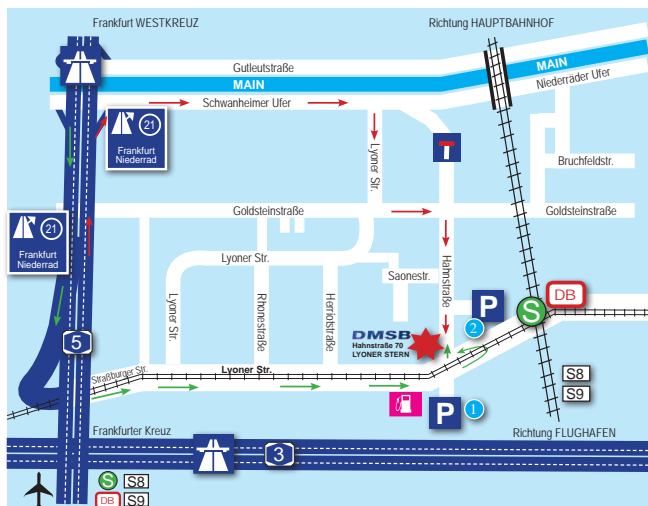 Frankfurt WESTKREUZ
Richtung HAUPTBAHNHOF
Gutleutstraße
MAIN
MAIN
Niederräder Ufer
Schwanheimer Ufer
21
Frankfurt
Niederrad
Lyoner Str.
Bruchfeldstr.
Goldsteinstraße
Goldsteinstraße
21
Frankfurt
Niederrad
Lyoner Str.
Hahnstraße
Saonestr.
Lyoner Str.
Rhonestraße
Herriotstraße
P
2
S
DB
DMSB
Hahnstraße 70
LYONER STERN
5
Straßburger Str.
Lyoner Str.
S8
S9
P
1
Frankfurter Kreuz
Richtung FLUGHAFEN
3
S
S8
DB
S9